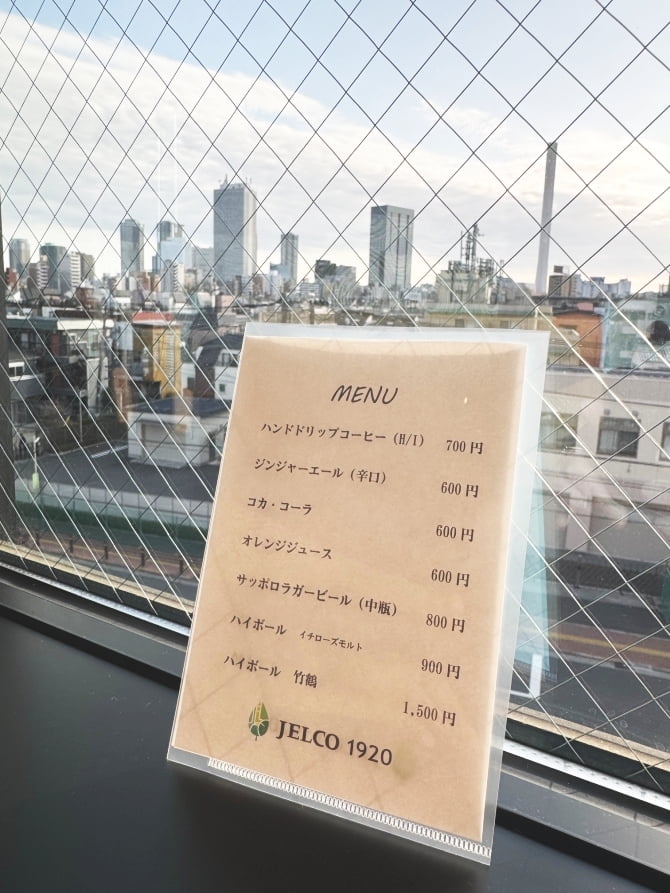 MENU
ハンドドリップコーヒー（H/I） 700円
ジンジャーエール（辛口） 600円
コカ・コーラ 600円
オレンジジュース 600円
サッポロラガービール（中瓶） 800円
ハイボール イチローズモルト 900円
ハイボール 竹鶴 1,500円
JELCO 1920